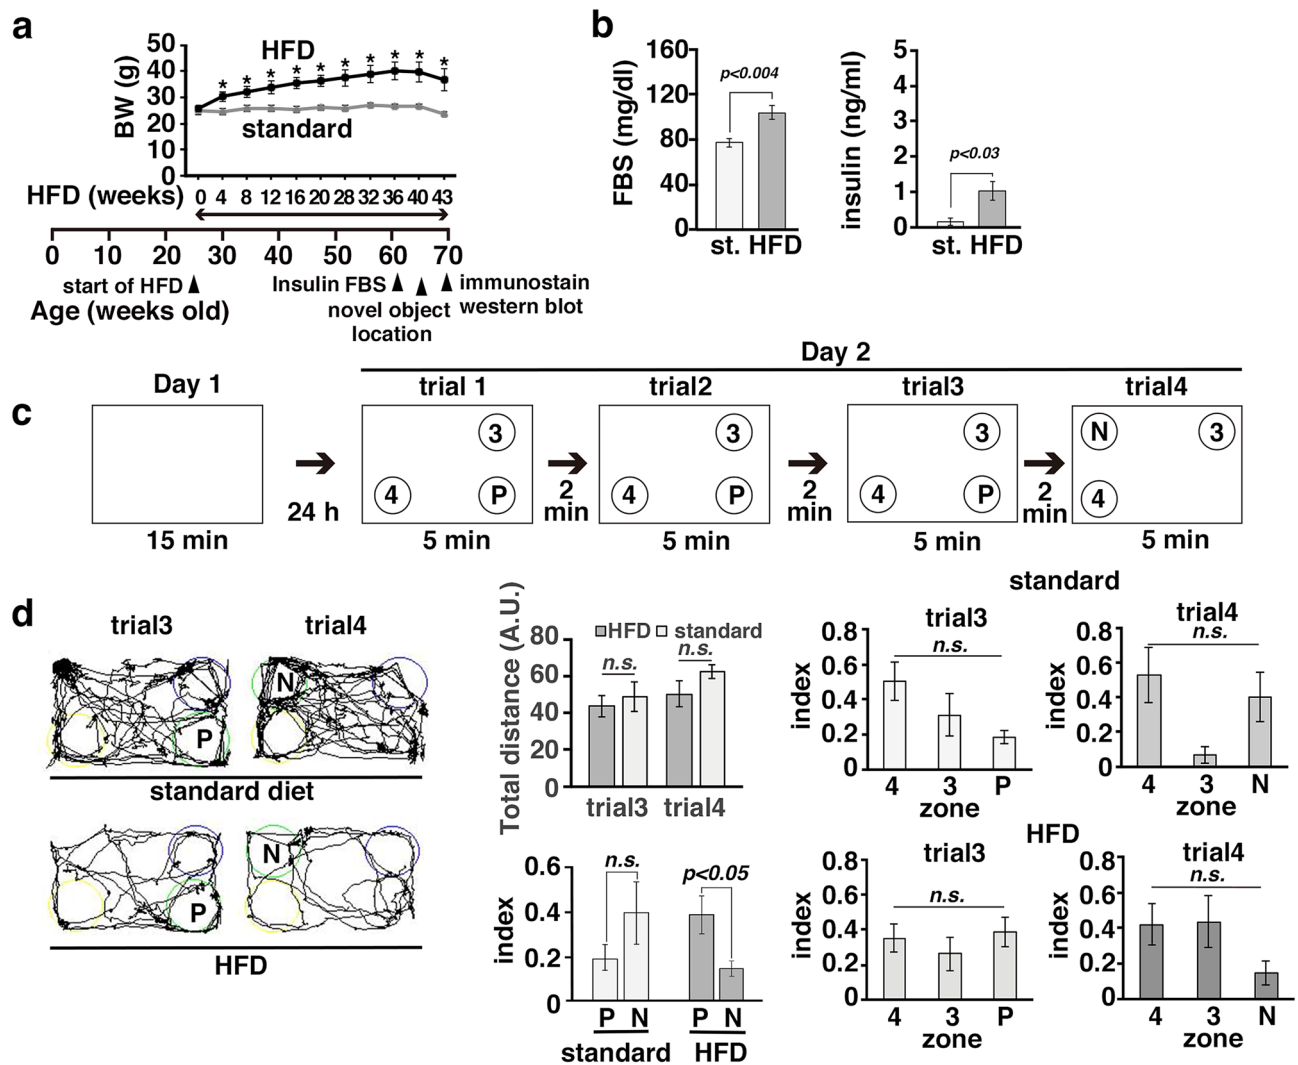 a
50
40
30
20
10
0
BW (g)
HFD
* * * * * * * * * *
standard
HFD (weeks) 0 4 8 12 16 20 28 32 36 40 43
0 10 20 30 40 50 60 70
start of HFD
Insulin FBS
immunostain
western blot
Age (weeks old)
novel object
location
b
160
120
80
40
0
FBS (mg/dl)
p<0.004
st. HFD
5
4
3
2
1
0
insulin (ng/ml)
p<0.03
st. HFD
c
Day 1
Day 2
trial 1
trial2
trial3
trial4
3
4
P
3
4
P
3
4
P
N
3
4
24 h
2
min
2
min
2
min
15 min
5 min
5 min
5 min
5 min
d
trial3
trial4
P
N
standard diet
P
N
HFD
Total distance (A.U.)
80
60
40
20
0
HFD
standard
n.s.
n.s.
trial3
trial4
index
0.6
0.4
0.2
0
n.s.
p<0.05
P N P N
standard
HFD
standard
trial3
n.s.
index
0.8
0.6
0.4
0.2
0
4 3 P
zone
trial4
n.s.
index
0.8
0.6
0.4
0.2
0
4 3 N
zone
HFD
trial3
n.s.
index
0.8
0.6
0.4
0.2
0
4 3 P
zone
trial4
n.s.
index
0.8
0.6
0.4
0.2
0
4 3 N
zone